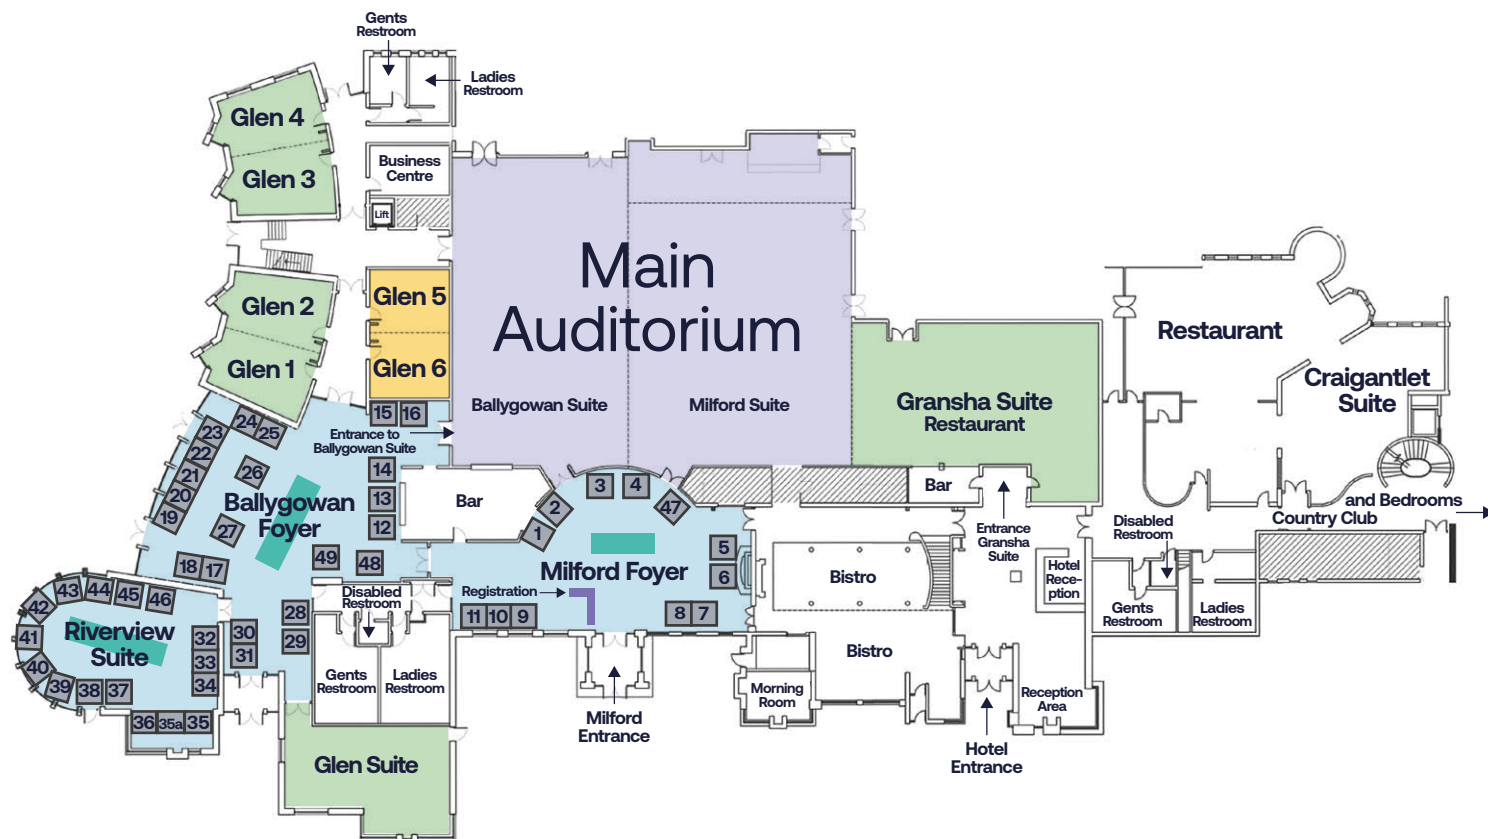 Gents
Restroom
Ladies
Restroom
Glen 4
Glen 3
Business
Centre
Lift
Main
Auditorium
Ballygowan Suite
Milford Suite
Glen 2
Glen 1
Glen 5
Glen 6
Restaurant
Craigantlet
Suite
Gransha Suite
Restaurant
15 16
Entrance to
Ballygowan Suite
24
25
23
22
21
20
19
26
27
18 17
14
13
12
49
48
Ballygowan
Foyer
Bar
3
4
2
1
47
5
6
Milford Foyer
Registration
11 10 9
8 7
Bar
Entrance
Gransha
Suite
and Bedrooms
Country Club
Disabled
Restroom
Hotel
Rece-
ption
Gents
Restroom
Ladies
Restroom
Bistro
Bistro
Morning
Room
Reception
Area
Hotel
Entrance
Milford
Entrance
Disabled
Restroom
Gents
Restroom
Ladies
Restroom
28
29
30
31
43
44
45
46
42
41
40
39
38
37
32
33
34
36 35a 35
Riverview
Suite
Glen Suite